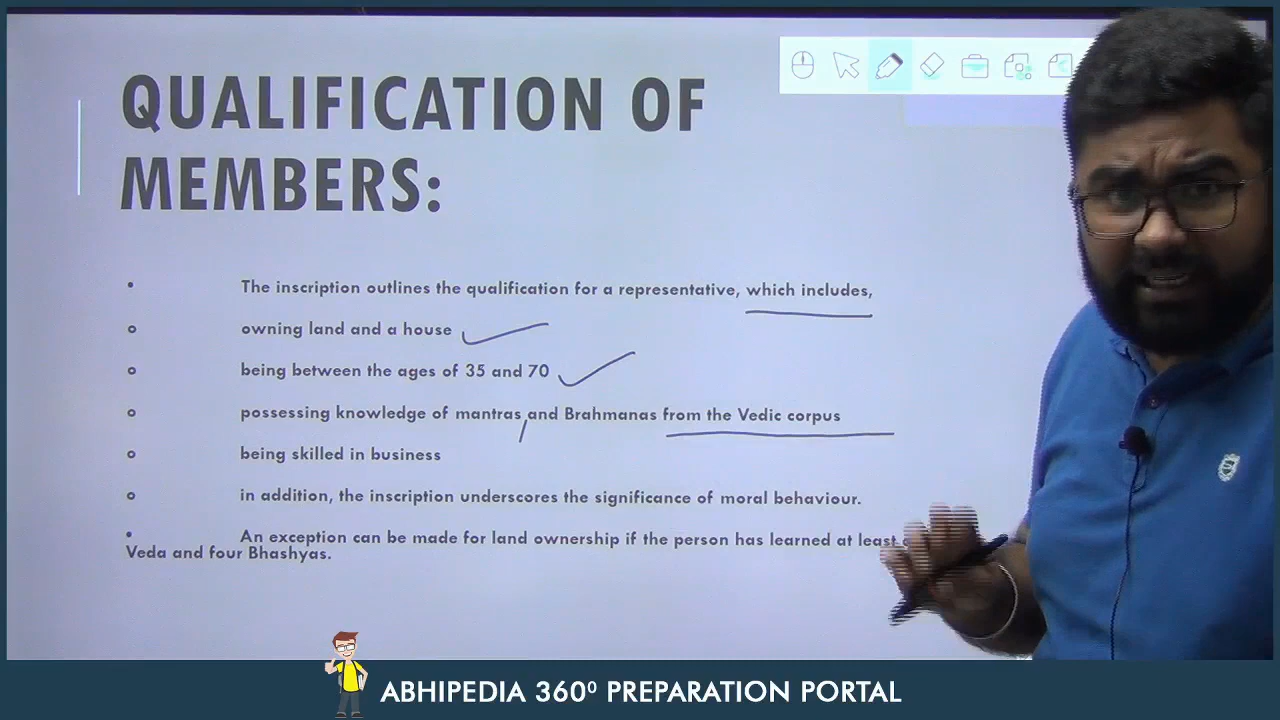 QUALIFICATION OF
MEMBERS:
• The inscription outlines the qualification for a representative, which includes,
o owning land and a house
o being between the ages of 35 and 70
o possessing knowledge of mantras and Brahmanas from the Vedic corpus
o being skilled in business
o in addition, the inscription underscores the significance of moral behaviour.
• An exception can be made for land ownership if the person has learned at least
Veda and four Bhashyas.
ABHIPEDIA 360⁰ PREPARATION PORTAL